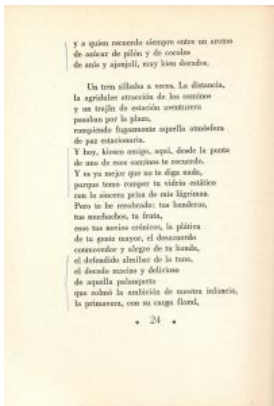 y a quien recuerdo siempre entre un aroma
de azúcar de pilón y de cocoles
de anís y ajonjolí, muy bien dorados.
Un tren silbaba a veces. La distancia,
la agridulce atracción de los caminos
y un trajín de estación aventurera
pasaban por la plaza,
rompiendo fugazmente aquella atmósfera
de paz estacionaria.
Y hoy, kiosco amigo, aquí, desde la punta
de uno de esos caminos te recuerdo.
Y es ya mejor que no te diga nada,
porque temo romper tu vidrio estático
con la sincera prisa de mis lágrimas.
Pero te he recobrado: tus banderas,
tus muchachos, tu fruta,
esos tus novios crónicos, la plática
de tu gente mayor, el desacuerdo
conmovedor y alegre de tu banda,
el defendido almíbar de la tuna,
el dorado macizo y delicioso
de aquella palanqueta
que colmó la ambición de nuestra infancia,
la primavera, con su carga floral,
• 24 •